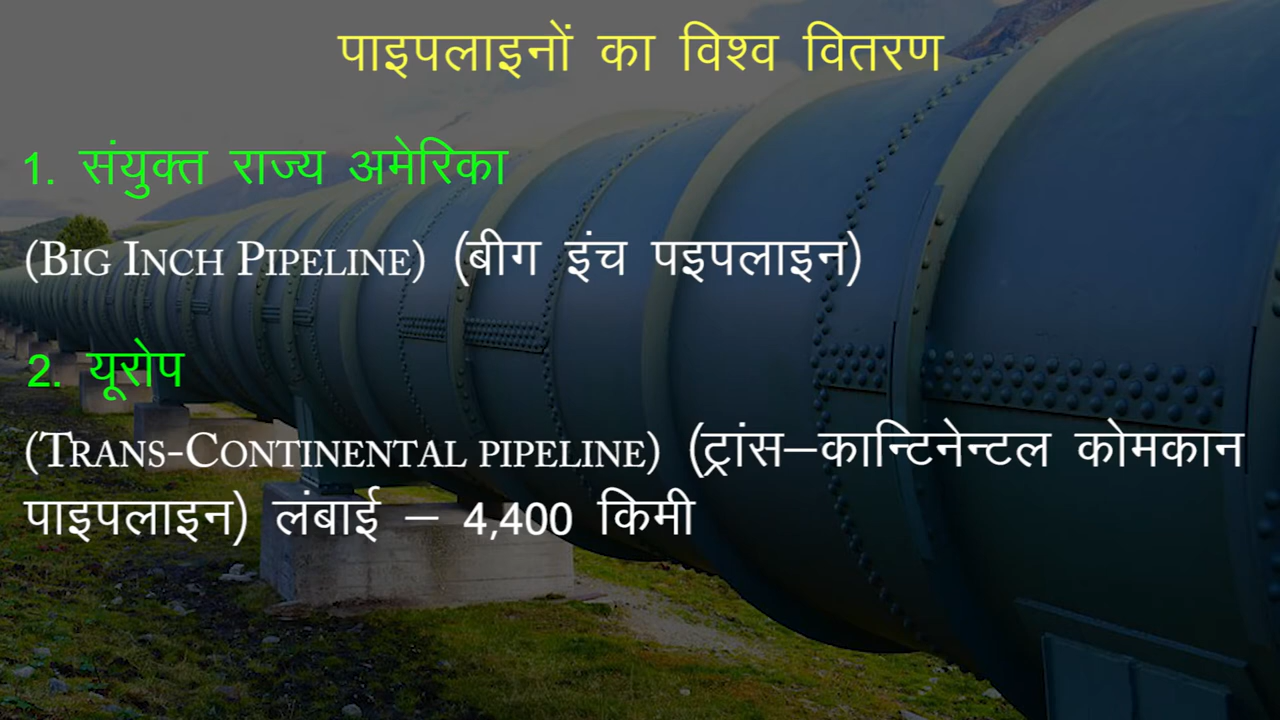 पाइपलाइनों का विश्व वितरण
1. संयुक्त राज्य अमेरिका
(BIG INCH PIPELINE) (बीग इंच पइपलाइन)
2. यूरोप
(TRANS-CONTINENTAL PIPELINE) (ट्रांस–कान्टिनेन्टल कोमकान
पाइपलाइन) लंबाई – 4,400 किमी